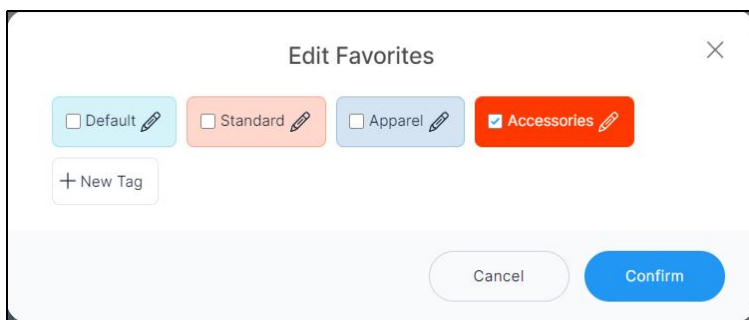 Edit Favorites
Default
Standard
Apparel
Accessories
New Tag
Cancel
Confirm